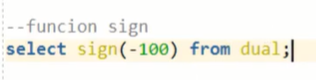 --funcion sign
select sign(-100) from dual;